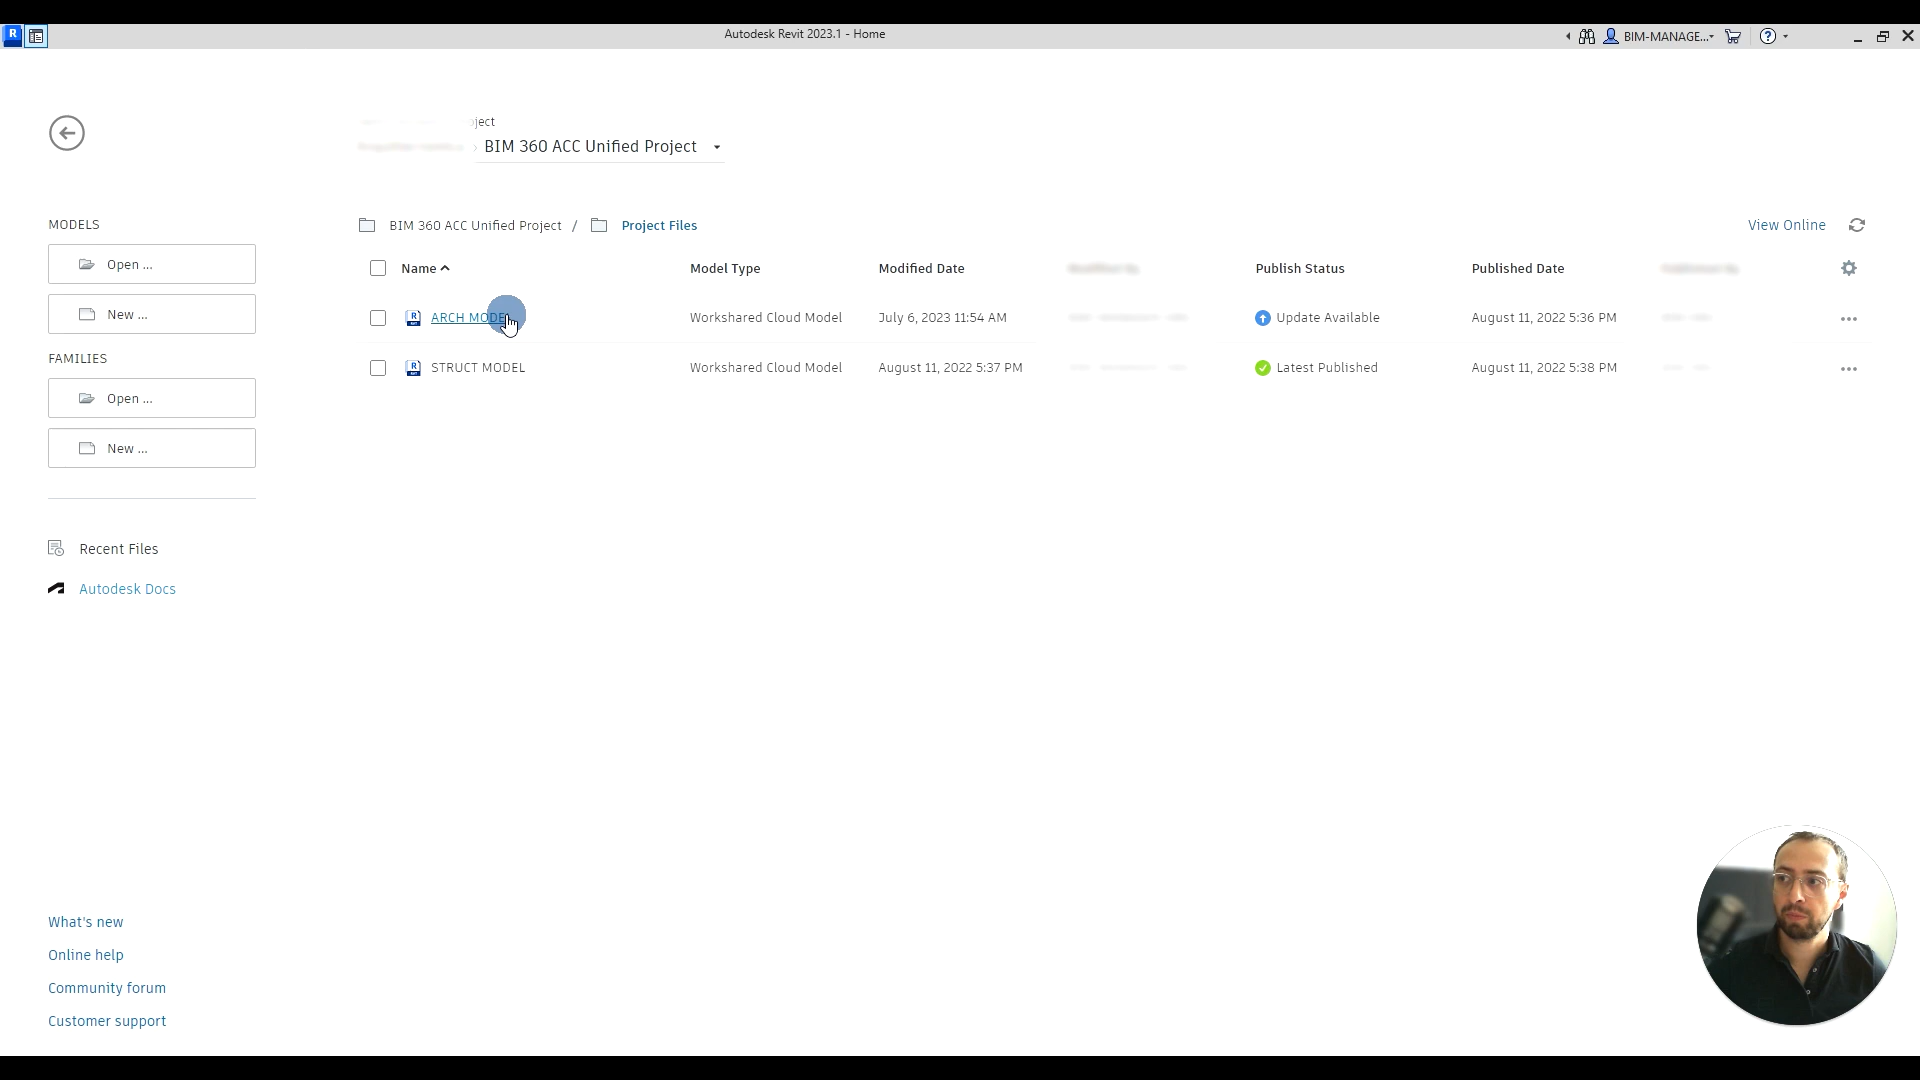 Autodesk Revit 2023.1 - Home
BIM-MANAGE...
BIM 360 ACC Unified Project
MODELS
Open ...
New ...
FAMILIES
Open ...
New ...
Recent Files
Autodesk Docs
What's new
Online help
Community forum
Customer support
BIM 360 ACC Unified Project / Project Files
View Online
Name Model Type Modified Date Publish Status Published Date
ARCH MODEL Workshared Cloud Model July 6, 2023 11:54 AM Update Available August 11, 2022 5:36 PM
STRUCT MODEL Workshared Cloud Model August 11, 2022 5:37 PM Latest Published August 11, 2022 5:38 PM